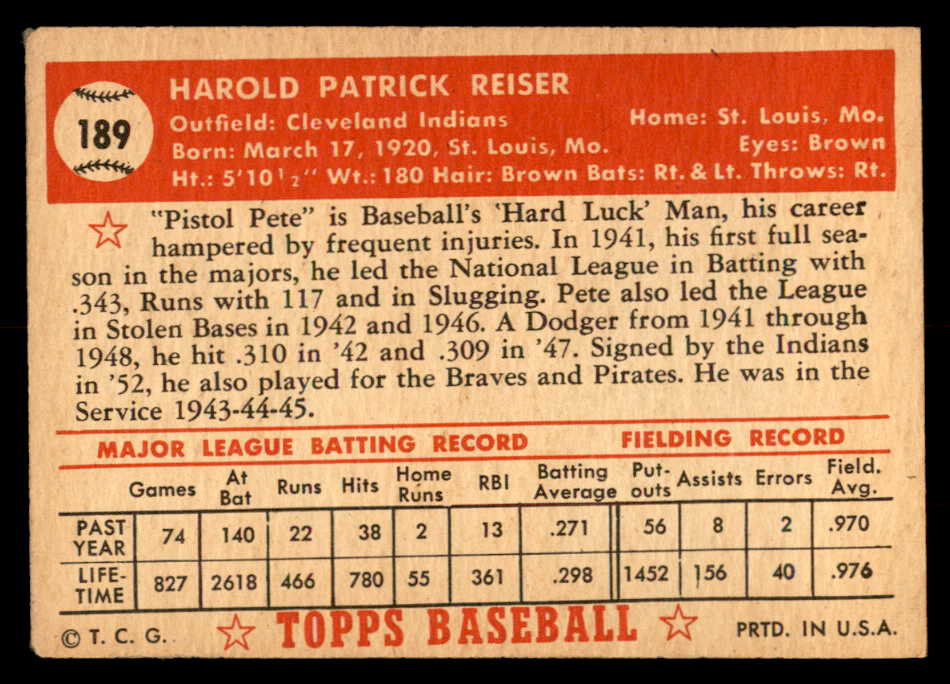 189
HAROLD PATRICK REISER
Outfield: Cleveland Indians Home: St. Louis, Mo.
Born: March 17, 1920, St. Louis, Mo. Eyes: Brown
Ht.: 5'10½" Wt.: 180 Hair: Brown Bats: Rt. & Lt. Throws: Rt.
"Pistol Pete" is Baseball's 'Hard Luck' Man, his career
hampered by frequent injuries. In 1941, his first full sea-
son in the majors, he led the National League in Batting with
.343, Runs with 117 and in Slugging. Pete also led the League
in Stolen Bases in 1942 and 1946. A Dodger from 1941 through
1948, he hit .310 in '42 and .309 in '47. Signed by the Indians
in '52, he also played for the Braves and Pirates. He was in the
Service 1943-44-45.
MAJOR LEAGUE BATTING RECORD FIELDING RECORD
Games At Bat Runs Hits Home Runs RBI Batting Average Put-outs Assists Errors Field. Avg.
PAST YEAR 74 140 22 38 2 13 .271 56 8 2 .970
LIFE-TIME 827 2618 466 780 55 361 .298 1452 156 40 .976
© T. C. G. TOPPS BASEBALL PRTD. IN U.S.A.